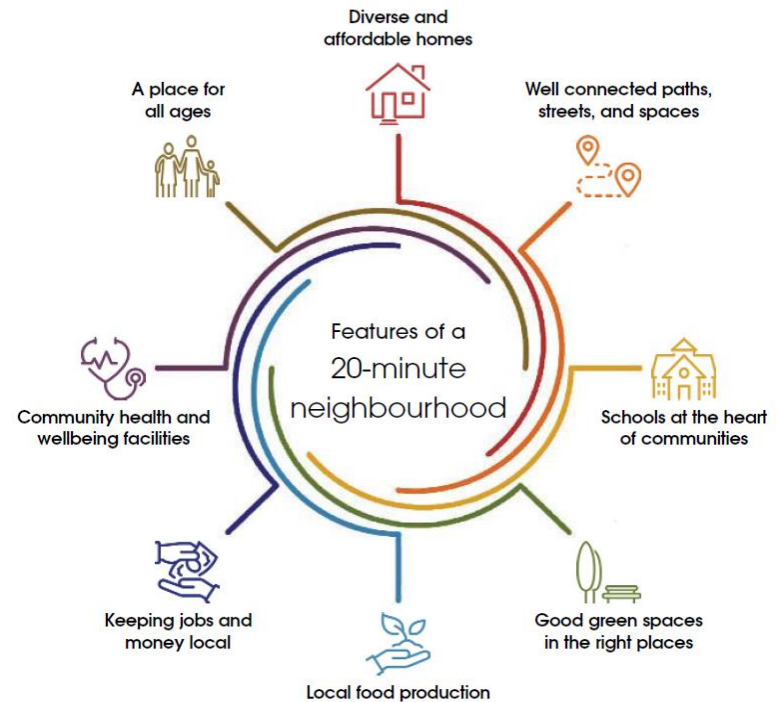 Diverse and
affordable homes
A place for
all ages
Well connected paths,
streets, and spaces
Features of a
20-minute
neighbourhood
Community health and
wellbeing facilities
Schools at the heart
of communities
Keeping jobs and
money local
Good green spaces
in the right places
Local food production